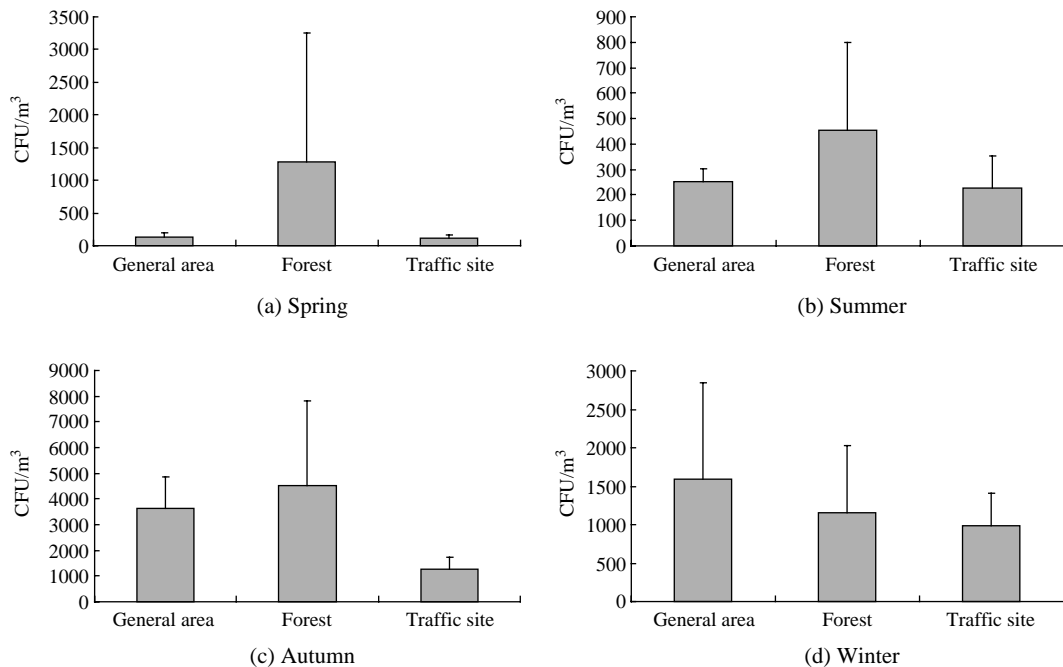 3500
3000
2500
2000
1500
1000
500
0
CFU/m³
General area Forest Traffic site
(a) Spring
900
800
700
600
500
400
300
200
100
0
CFU/m³
General area Forest Traffic site
(b) Summer
9000
8000
7000
6000
5000
4000
3000
2000
1000
0
CFU/m³
General area Forest Traffic site
(c) Autumn
3000
2500
2000
1500
1000
500
0
CFU/m³
General area Forest Traffic site
(d) Winter